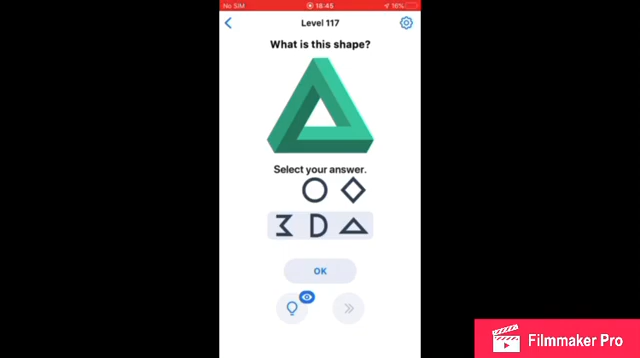 No SIM 18:45 16%
Level 117
What is this shape?
Select your answer.
OK
Filmmaker Pro